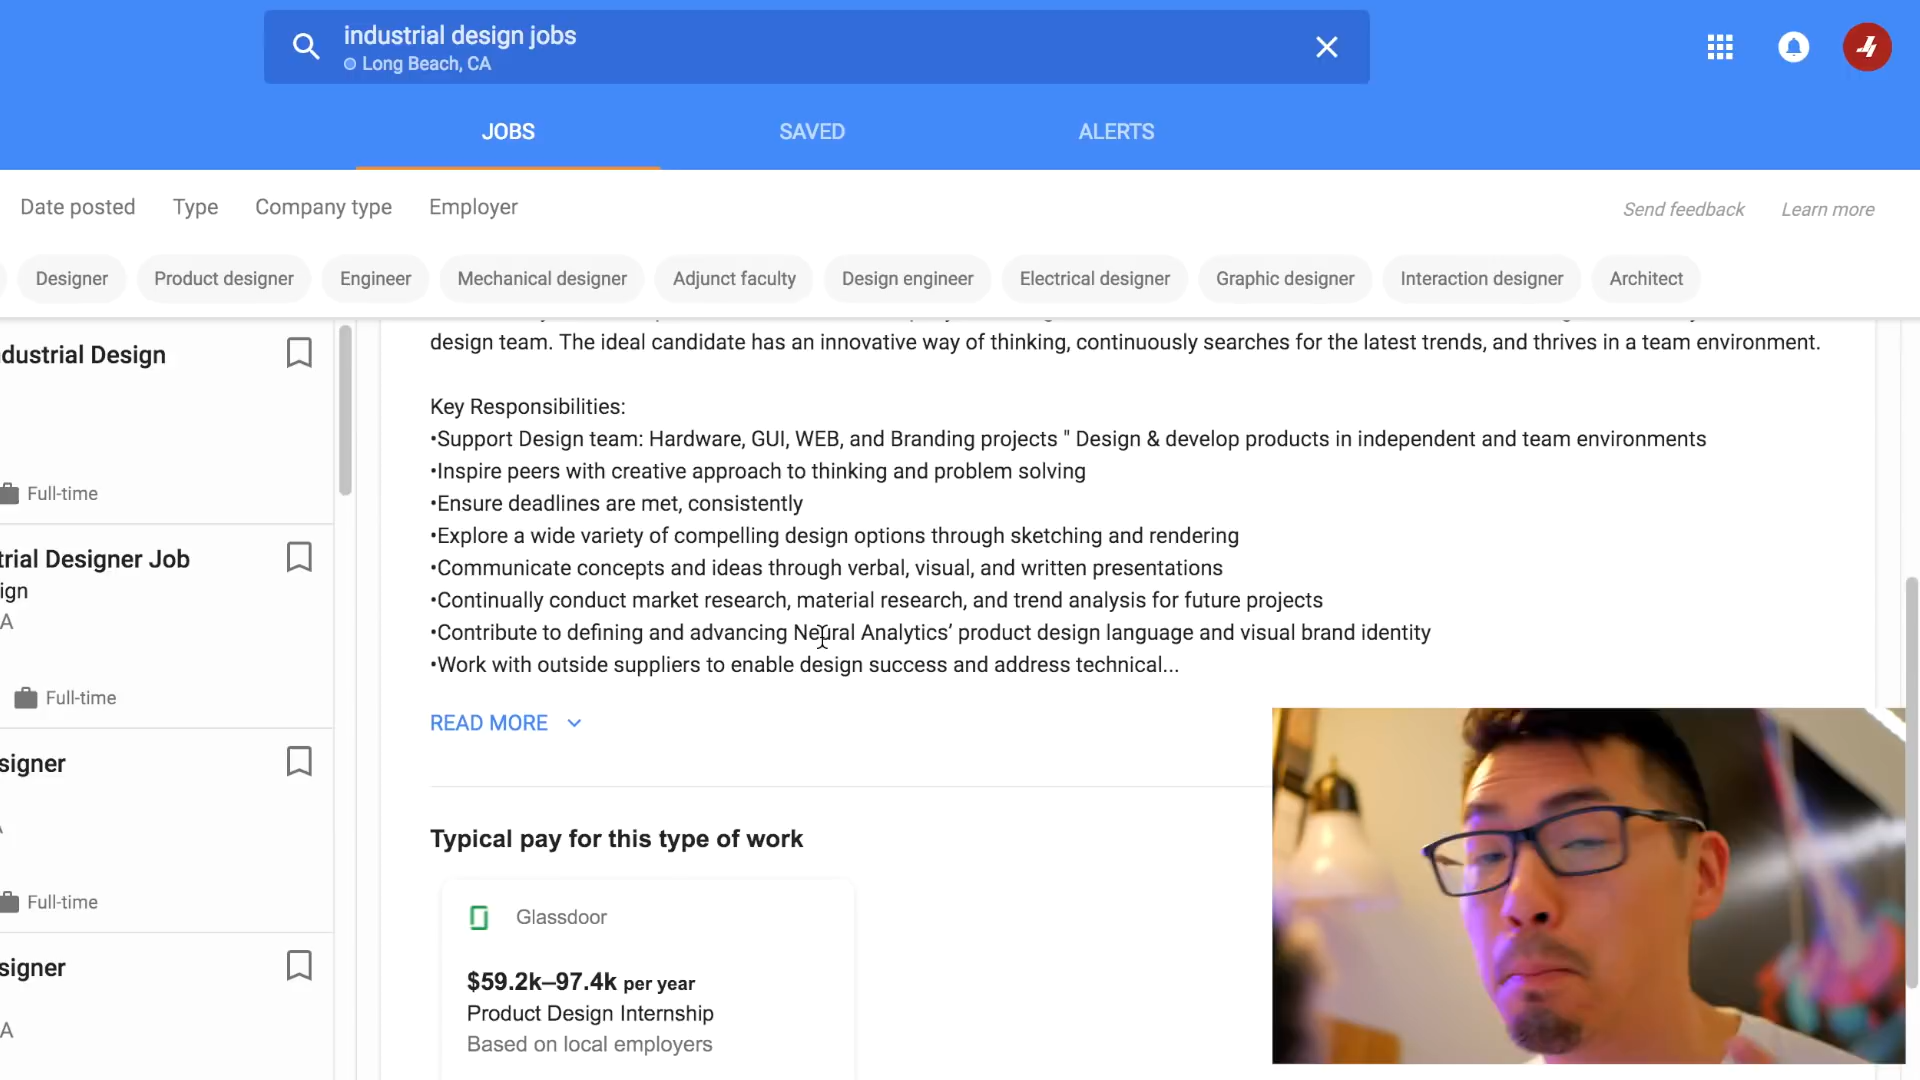 industrial design jobs
Long Beach, CA
JOBS
SAVED
ALERTS
Date posted
Type
Company type
Employer
Send feedback
Learn more
Designer
Product designer
Engineer
Mechanical designer
Adjunct faculty
Design engineer
Electrical designer
Graphic designer
Interaction designer
Architect
dustrial Design
Full-time
trial Designer Job
ign
A
Full-time
signer
Full-time
signer
A
design team. The ideal candidate has an innovative way of thinking, continuously searches for the latest trends, and thrives in a team environment.
Key Responsibilities:
•Support Design team: Hardware, GUI, WEB, and Branding projects " Design & develop products in independent and team environments
•Inspire peers with creative approach to thinking and problem solving
•Ensure deadlines are met, consistently
•Explore a wide variety of compelling design options through sketching and rendering
•Communicate concepts and ideas through verbal, visual, and written presentations
•Continually conduct market research, material research, and trend analysis for future projects
•Contribute to defining and advancing Neural Analytics’ product design language and visual brand identity
•Work with outside suppliers to enable design success and address technical...
READ MORE
Typical pay for this type of work
Glassdoor
$59.2k–97.4k per year
Product Design Internship
Based on local employers